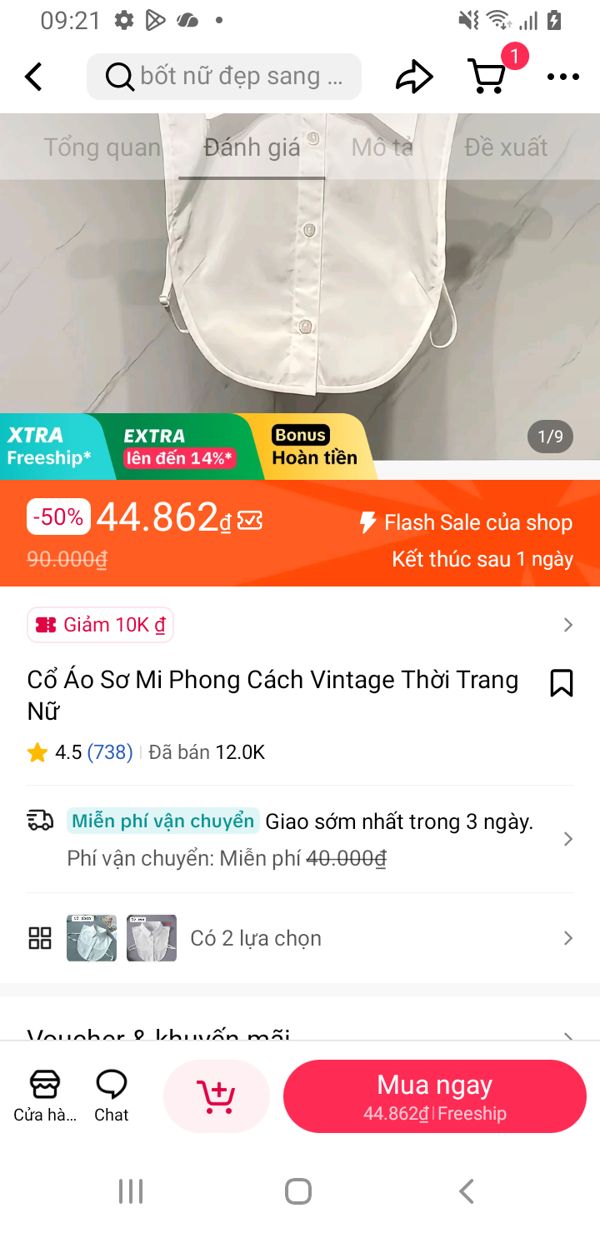 09:21
bốt nữ đẹp sang ...
1
Tổng quan Đánh giá Mô tả Đề xuất
XTRA
Freeship*
EXTRA
lên đến 14%*
Bonus
Hoàn tiền
1/9
-50% 44.862₫
90.000₫
Flash Sale của shop
Kết thúc sau 1 ngày
Giảm 10K ₫
Cổ Áo Sơ Mi Phong Cách Vintage Thời Trang
Nữ
4.5 (738) Đã bán 12.0K
Miễn phí vận chuyển Giao sớm nhất trong 3 ngày.
Phí vận chuyển: Miễn phí 40.000₫
Có 2 lựa chọn
Voucher & khuyến mãi
Cửa hà...
Chat
Mua ngay
44.862₫ | Freeship